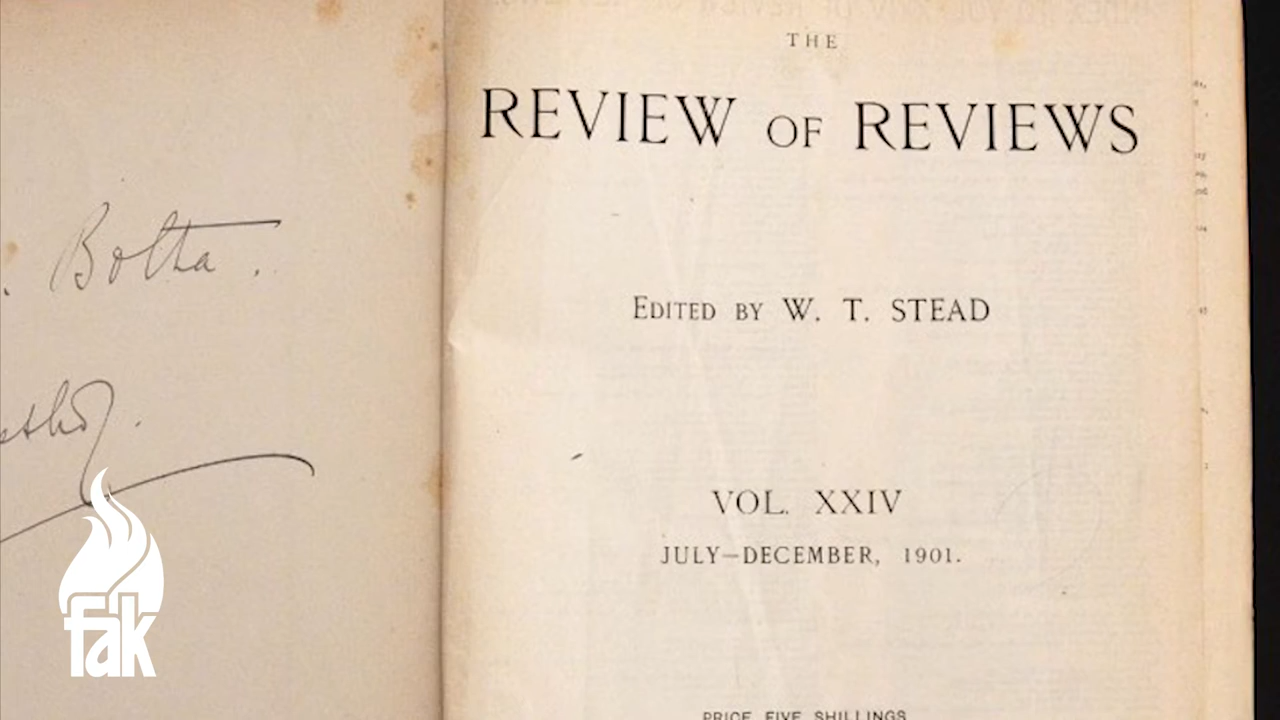 . Botha.
fak
THE
REVIEW OF REVIEWS
EDITED BY W. T. STEAD
VOL. XXIV
JULY—DECEMBER, 1901.
PRICE FIVE SHILLINGS